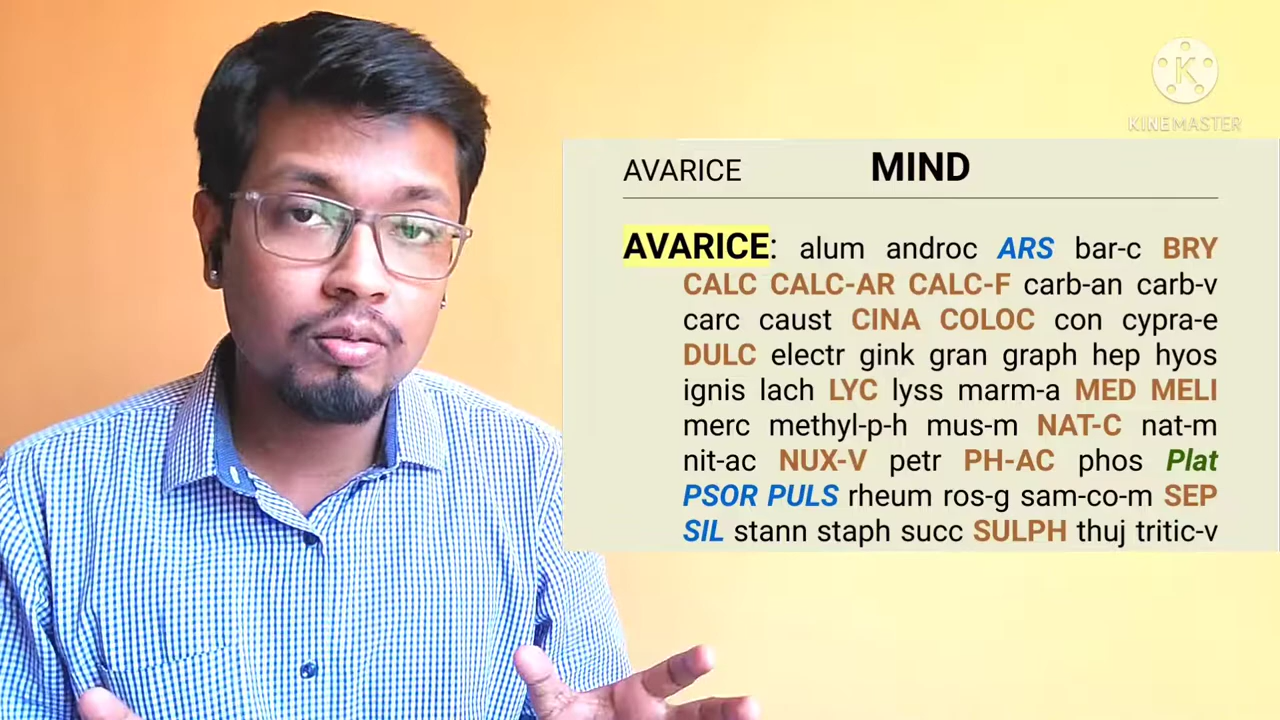 K
KINEMASTER
AVARICE MIND
AVARICE: alum androc ARS bar-c BRY
CALC CALC-AR CALC-F carb-an carb-v
carc caust CINA COLOC con cypra-e
DULC electr gink gran graph hep hyos
ignis lach LYC lyss marm-a MED MELI
merc methyl-p-h mus-m NAT-C nat-m
nit-ac NUX-V petr PH-AC phos Plat
PSOR PULS rheum ros-g sam-co-m SEP
SIL stann staph succ SULPH thuj tritic-v